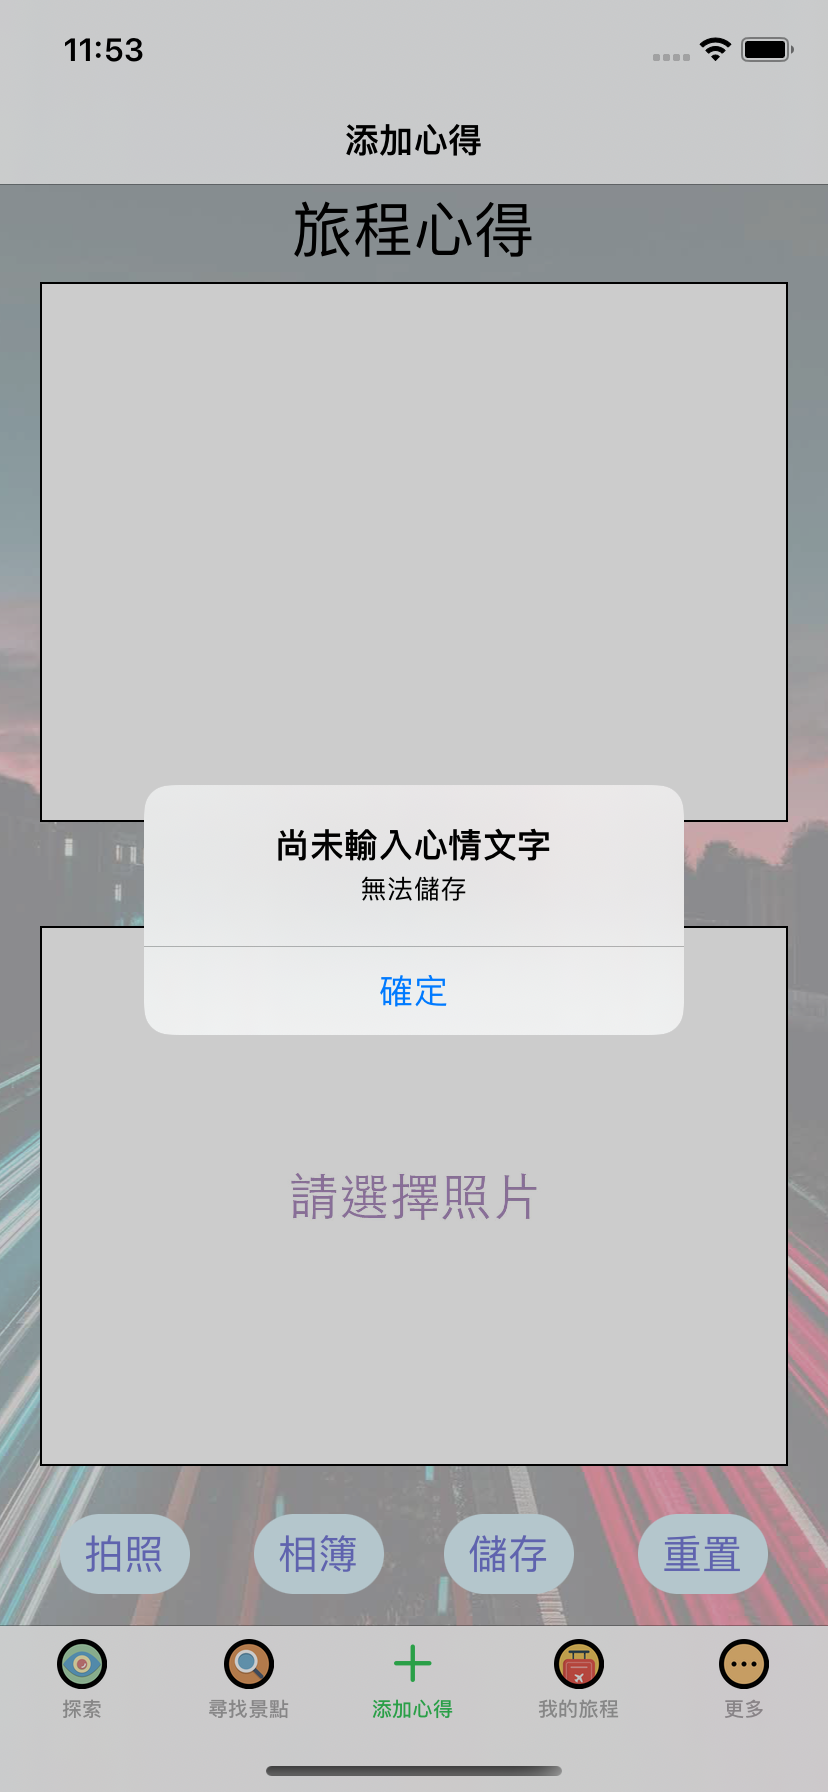 11:53
添加心得
旅程心得
尚未輸入心情文字
無法儲存
確定
請選擇照片
拍照
相簿
儲存
重置
探索
尋找景點
添加心得
我的旅程
更多